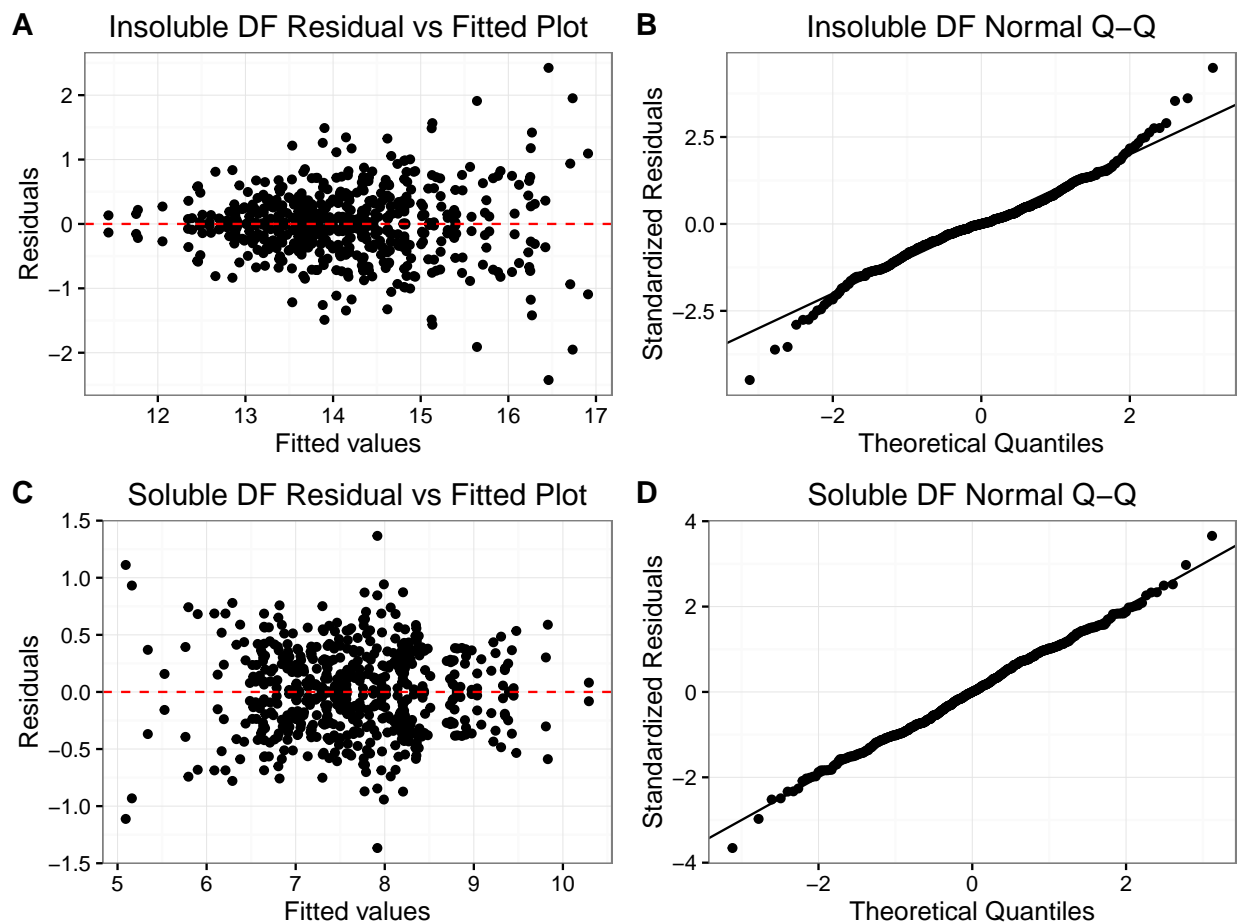 A Insoluble DF Residual vs Fitted Plot
2
1
0
−1
−2
Residuals
12 13 14 15 16 17
Fitted values
B Insoluble DF Normal Q−Q
2.5
0.0
−2.5
Standardized Residuals
−2 0 2
Theoretical Quantiles
C Soluble DF Residual vs Fitted Plot
1.5
1.0
0.5
0.0
−0.5
−1.0
−1.5
Residuals
5 6 7 8 9 10
Fitted values
D Soluble DF Normal Q−Q
4
2
0
−2
−4
Standardized Residuals
−2 0 2
Theoretical Quantiles